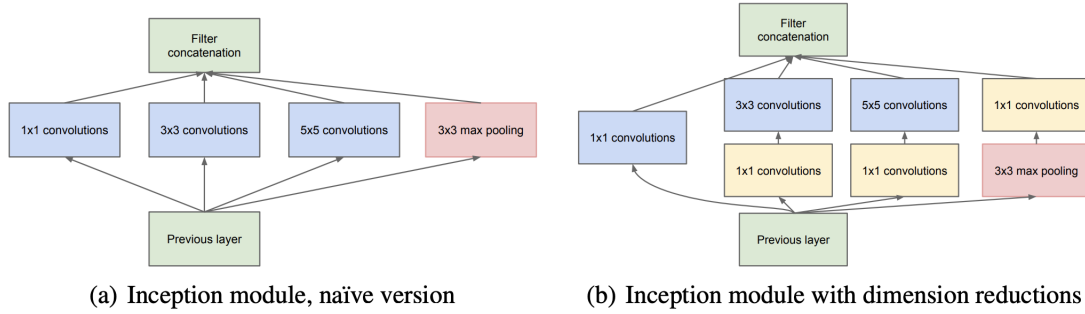 Filter
concatenation
1x1 convolutions
3x3 convolutions
5x5 convolutions
3x3 max pooling
Previous layer
(a) Inception module, naïve version
Filter
concatenation
3x3 convolutions
5x5 convolutions
1x1 convolutions
1x1 convolutions
1x1 convolutions
1x1 convolutions
3x3 max pooling
Previous layer
(b) Inception module with dimension reductions